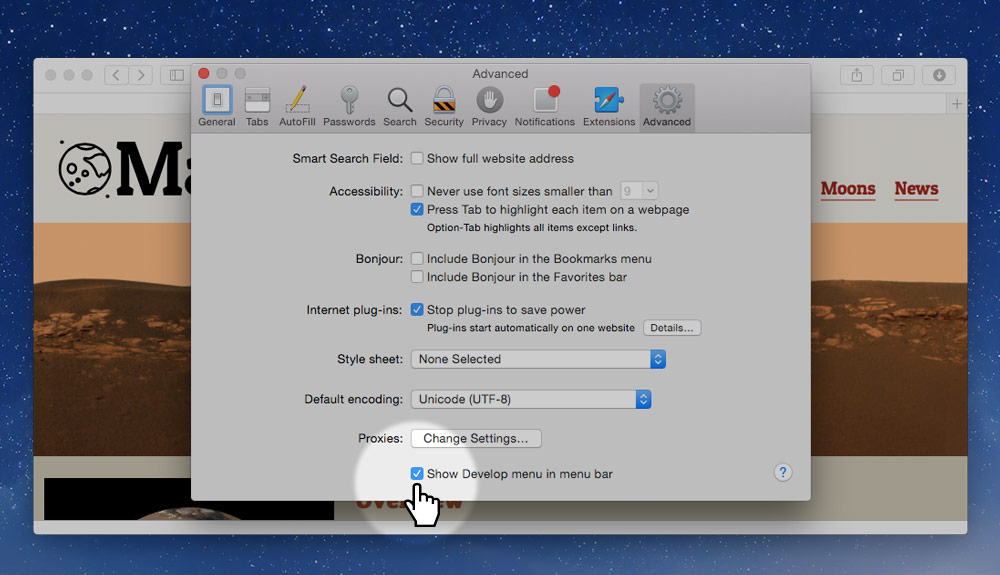 Advanced
General Tabs AutoFill Passwords Search Security Privacy Notifications Extensions Advanced
Ma
Moons News
Smart Search Field: Show full website address
Accessibility: Never use font sizes smaller than 9
Press Tab to highlight each item on a webpage
Option-Tab highlights all items except links.
Bonjour: Include Bonjour in the Bookmarks menu
Include Bonjour in the Favorites bar
Internet plug-ins: Stop plug-ins to save power
Plug-ins start automatically on one website Details...
Style sheet: None Selected
Default encoding: Unicode (UTF-8)
Proxies: Change Settings...
Show Develop menu in menu bar ?
Overview